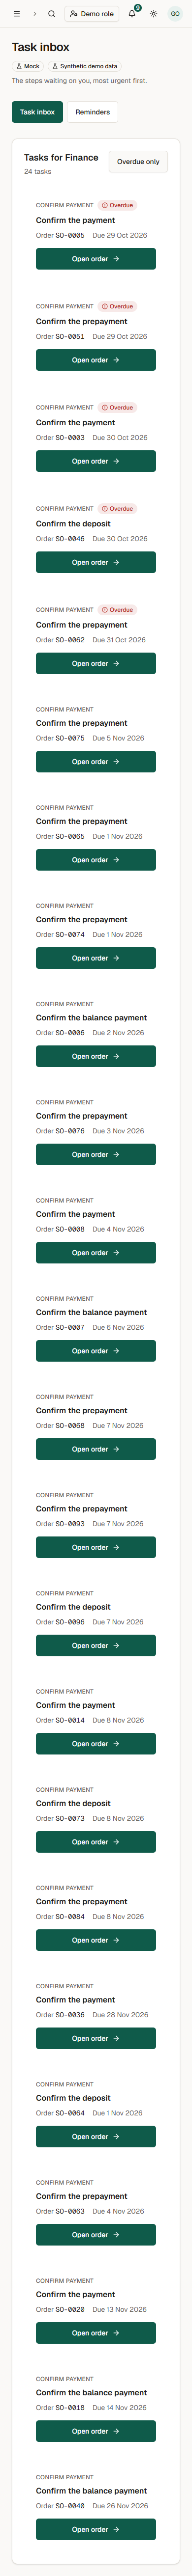 Demo role
9
GO
Task inbox
Mock
Synthetic demo data
The steps waiting on you, most urgent first.
Task inbox
Reminders
Tasks for Finance
24 tasks
Overdue only
CONFIRM PAYMENT Overdue
Confirm the payment
Order SO-0005 Due 29 Oct 2026
Open order
CONFIRM PAYMENT Overdue
Confirm the prepayment
Order SO-0051 Due 29 Oct 2026
Open order
CONFIRM PAYMENT Overdue
Confirm the payment
Order SO-0003 Due 30 Oct 2026
Open order
CONFIRM PAYMENT Overdue
Confirm the deposit
Order SO-0046 Due 30 Oct 2026
Open order
CONFIRM PAYMENT Overdue
Confirm the prepayment
Order SO-0062 Due 31 Oct 2026
Open order
CONFIRM PAYMENT
Confirm the prepayment
Order SO-0075 Due 5 Nov 2026
Open order
CONFIRM PAYMENT
Confirm the prepayment
Order SO-0065 Due 1 Nov 2026
Open order
CONFIRM PAYMENT
Confirm the prepayment
Order SO-0074 Due 1 Nov 2026
Open order
CONFIRM PAYMENT
Confirm the balance payment
Order SO-0006 Due 2 Nov 2026
Open order
CONFIRM PAYMENT
Confirm the prepayment
Order SO-0076 Due 3 Nov 2026
Open order
CONFIRM PAYMENT
Confirm the payment
Order SO-0008 Due 4 Nov 2026
Open order
CONFIRM PAYMENT
Confirm the balance payment
Order SO-0007 Due 6 Nov 2026
Open order
CONFIRM PAYMENT
Confirm the prepayment
Order SO-0068 Due 7 Nov 2026
Open order
CONFIRM PAYMENT
Confirm the prepayment
Order SO-0093 Due 7 Nov 2026
Open order
CONFIRM PAYMENT
Confirm the deposit
Order SO-0096 Due 7 Nov 2026
Open order
CONFIRM PAYMENT
Confirm the payment
Order SO-0014 Due 8 Nov 2026
Open order
CONFIRM PAYMENT
Confirm the deposit
Order SO-0073 Due 8 Nov 2026
Open order
CONFIRM PAYMENT
Confirm the prepayment
Order SO-0084 Due 8 Nov 2026
Open order
CONFIRM PAYMENT
Confirm the payment
Order SO-0036 Due 28 Nov 2026
Open order
CONFIRM PAYMENT
Confirm the deposit
Order SO-0064 Due 1 Nov 2026
Open order
CONFIRM PAYMENT
Confirm the prepayment
Order SO-0063 Due 4 Nov 2026
Open order
CONFIRM PAYMENT
Confirm the payment
Order SO-0020 Due 13 Nov 2026
Open order
CONFIRM PAYMENT
Confirm the balance payment
Order SO-0018 Due 14 Nov 2026
Open order
CONFIRM PAYMENT
Confirm the balance payment
Order SO-0040 Due 26 Nov 2026
Open order